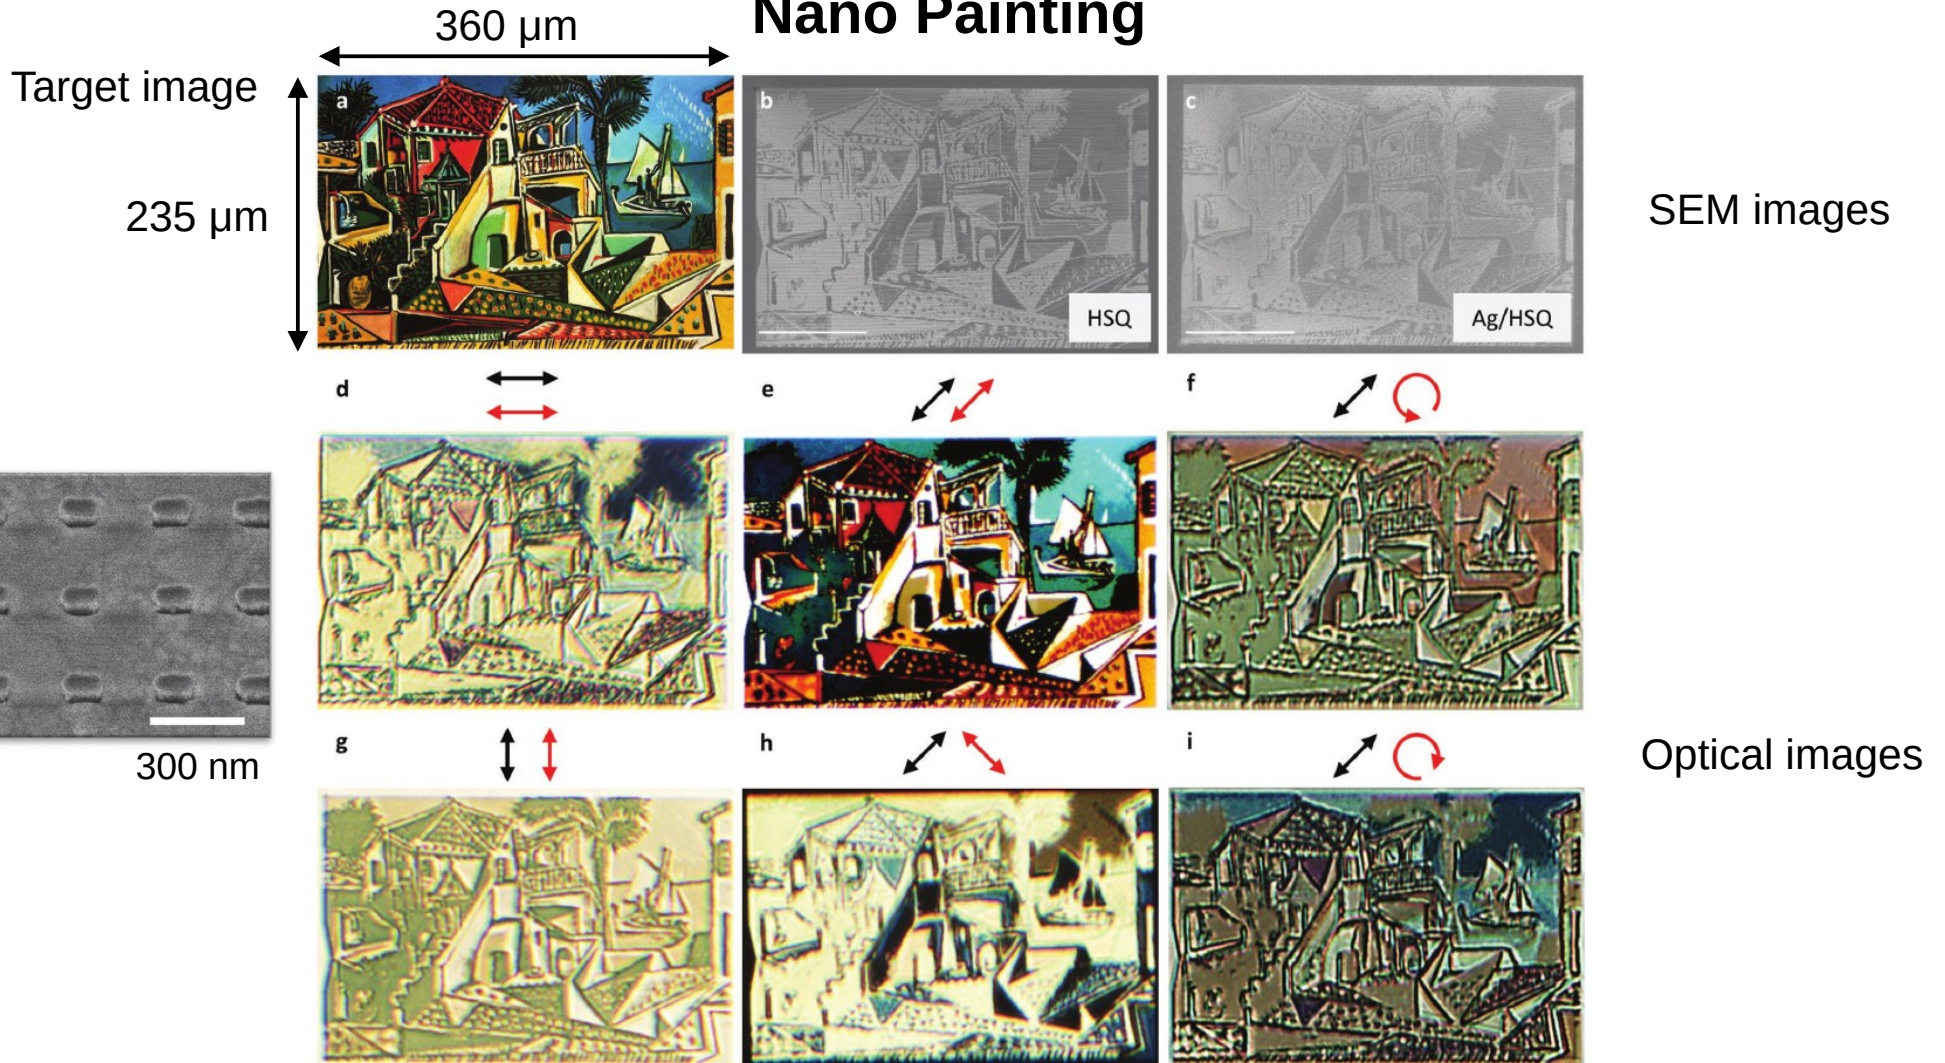 Nano Painting
360 μm
Target image
235 μm
a
b
c
HSQ
Ag/HSQ
SEM images
d
e
f
300 nm
g
h
i
Optical images